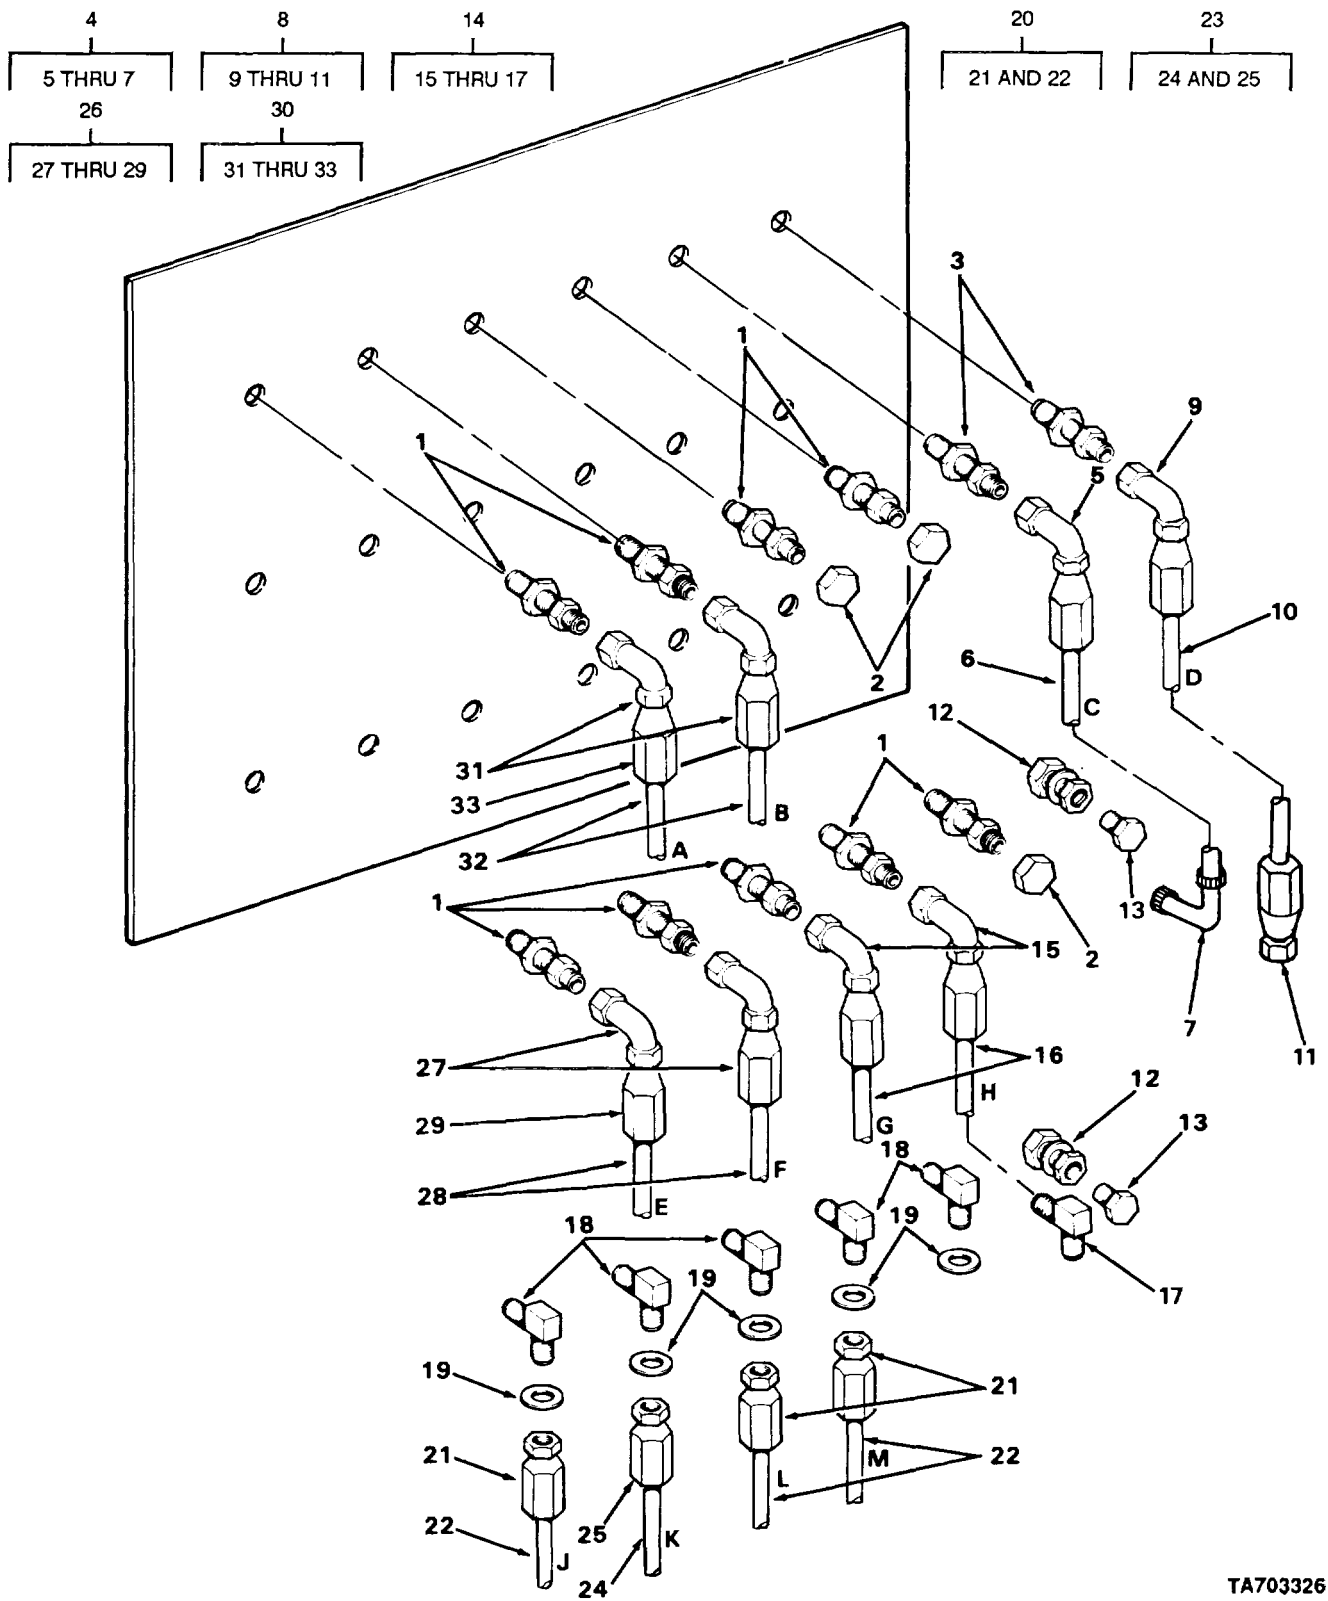 4 8 14 20 23
5 THRU 7 9 THRU 11 15 THRU 17 21 AND 22 24 AND 25
26 30
27 THRU 29 31 THRU 33
3
1
9
1
5
10
6
2
D
C
12
1
31
33
B
32
A
1
13
15
2
7
11
27
16
12
29
H
G
13
18
28
F
E
18
19
19
17
19
21
21
22
M
L
22
25
K
J
24
TA703326